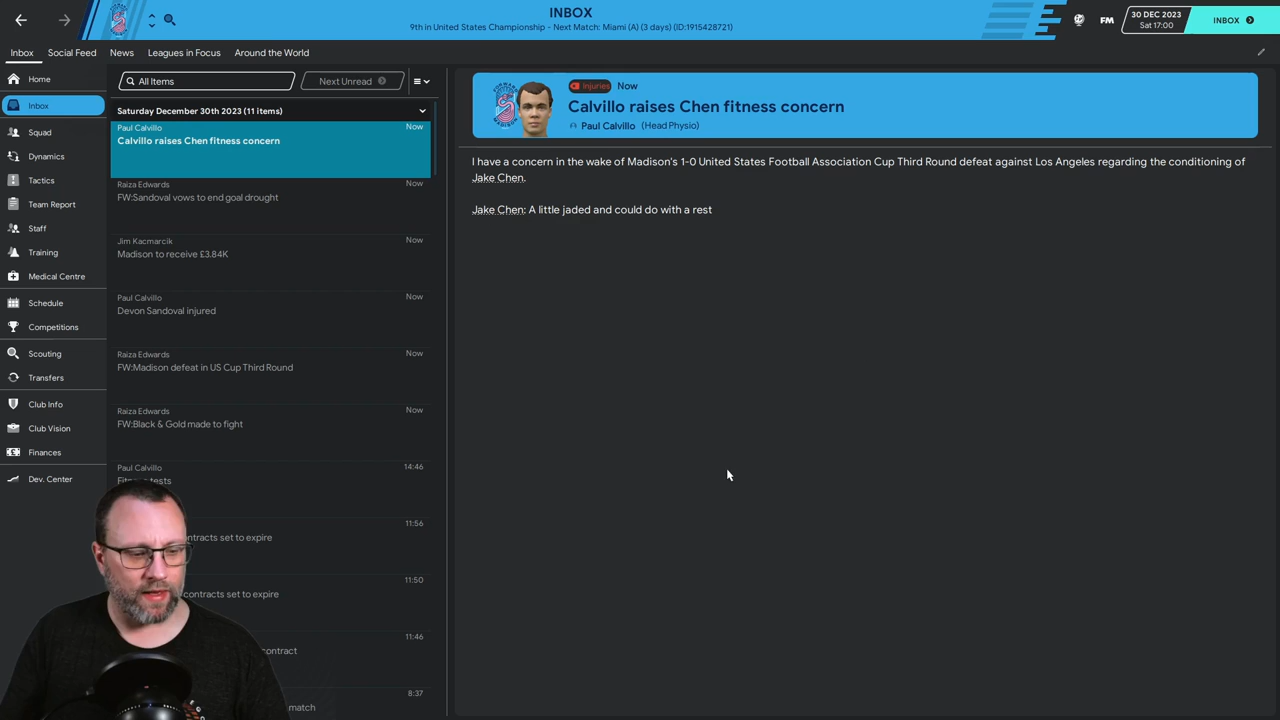 INBOX
9th in United States Championship - Next Match: Miami (A) (3 days) (ID:1915428721)
FM
30 DEC 2023
Sat 17:00
INBOX
Inbox
Social Feed
News
Leagues in Focus
Around the World
Home
Inbox
Squad
Dynamics
Tactics
Team Report
Staff
Training
Medical Centre
Schedule
Competitions
Scouting
Transfers
Club Info
Club Vision
Finances
Dev. Center
All Items
Next Unread
Saturday December 30th 2023 (11 items)
Paul Calvillo
Now
Calvillo raises Chen fitness concern
Raiza Edwards
Now
FW:Sandoval vows to end goal drought
Jim Kacmarcik
Now
Madison to receive £3.84K
Paul Calvillo
Now
Devon Sandoval injured
Raiza Edwards
Now
FW:Madison defeat in US Cup Third Round
Raiza Edwards
Now
FW:Black & Gold made to fight
Paul Calvillo
14:46
tests
11:56
contracts set to expire
11:50
contracts set to expire
11:46
contract
8:37
match
Injuries
Now
Calvillo raises Chen fitness concern
Paul Calvillo (Head Physio)
I have a concern in the wake of Madison's 1-0 United States Football Association Cup Third Round defeat against Los Angeles regarding the conditioning of
Jake Chen.
Jake Chen: A little jaded and could do with a rest